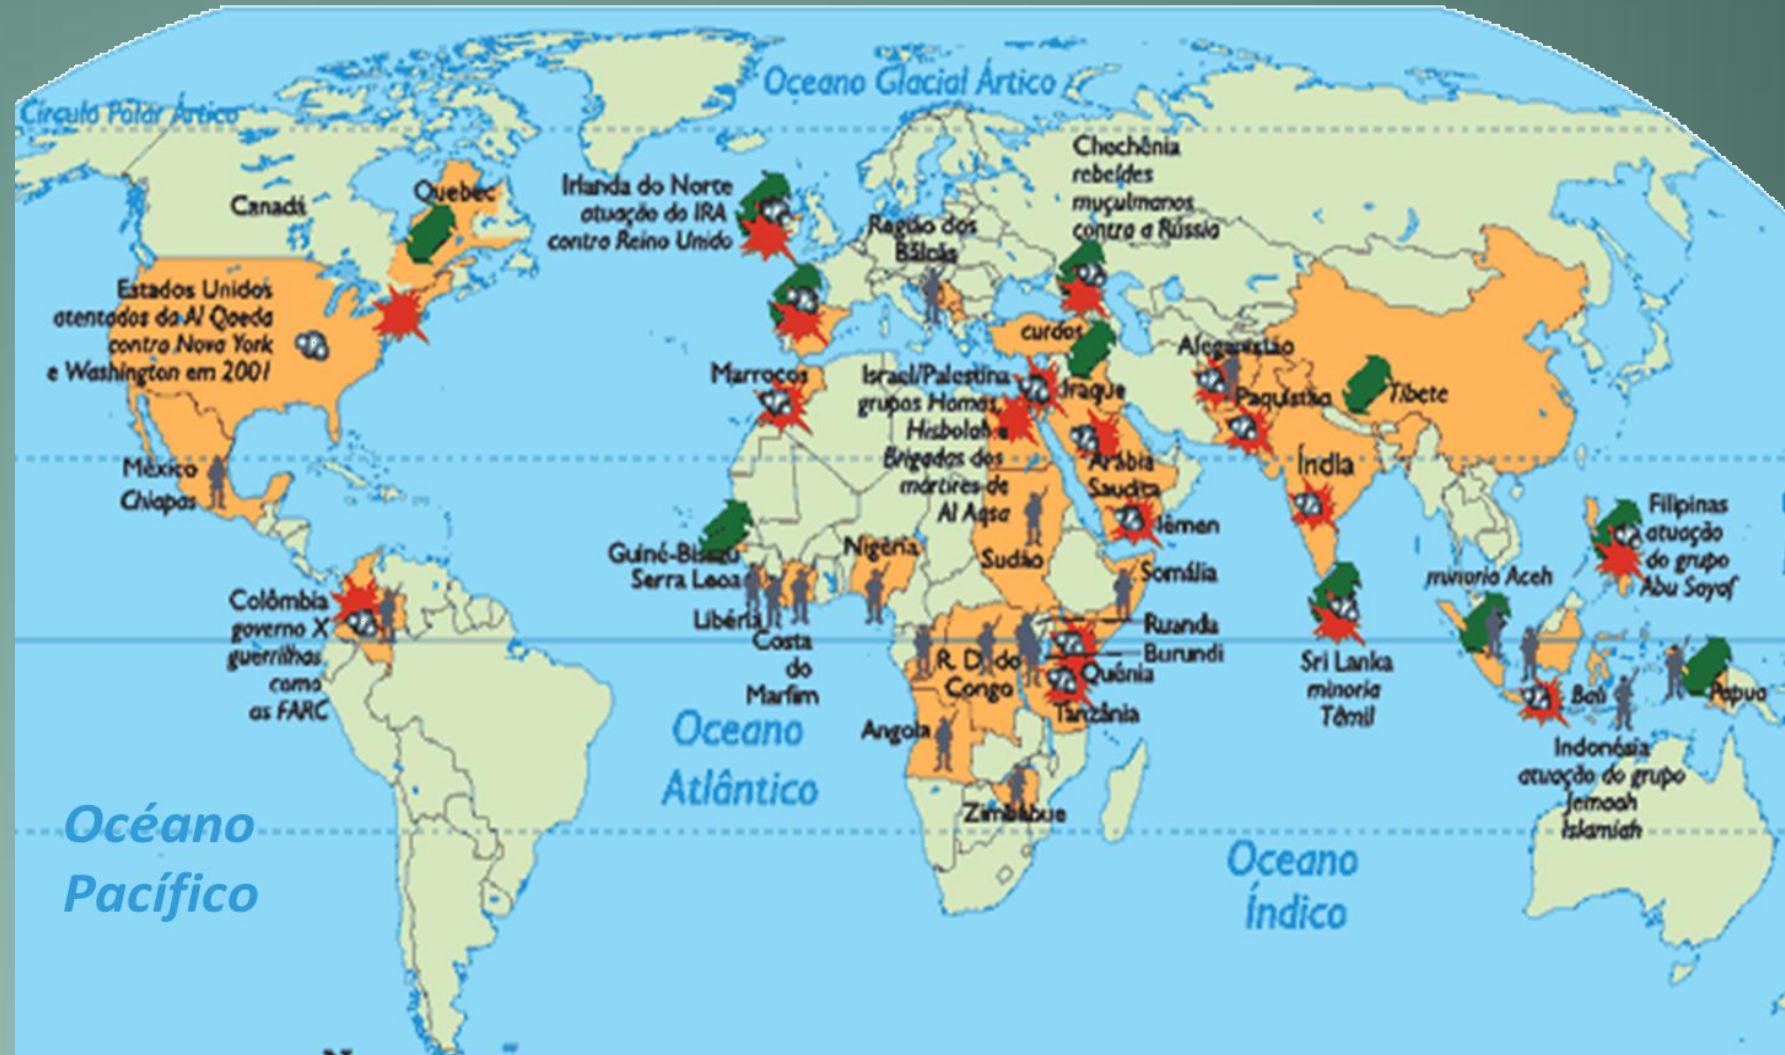 Oceano Glacial Ártico
Círculo Polar Ártico
Canadá
Quebec
Estados Unidos
atentados da Al Qaeda
contra Nova York
e Washington em 2001
México
Chiapas
Colômbia
governo X
guerrilhas
como
as FARC
Irlanda do Norte
atuação do IRA
contra Reino Unido
Região dos
Bálcãs
Chechênia
rebeldes
muçulmanos
contra a Rússia
curdos
Iraque
Afeganistão
Paquistão
Tibete
Índia
Marrocos
Israel/Palestina
grupos Hamas,
Hisbolah e
Brigadas dos
mártires de
Al Aqsa
Arábia
Saudita
Iêmen
Guiné-Bissau
Serra Leoa
Libéria
Costa
do
Marfim
Nigéria
Sudão
Somália
Ruanda
Burundi
Quênia
Tanzânia
R. D. do
Congo
Angola
Zimbábue
Sri Lanka
minoria
Tâmil
minoria Aceh
Filipinas
atuação
do grupo
Abu Sayaf
Bali
Papua
Indonésia
atuação do grupo
Jemaah
Islamiah
Oceano
Atlântico
Océano
Pacífico
Oceano
Índico